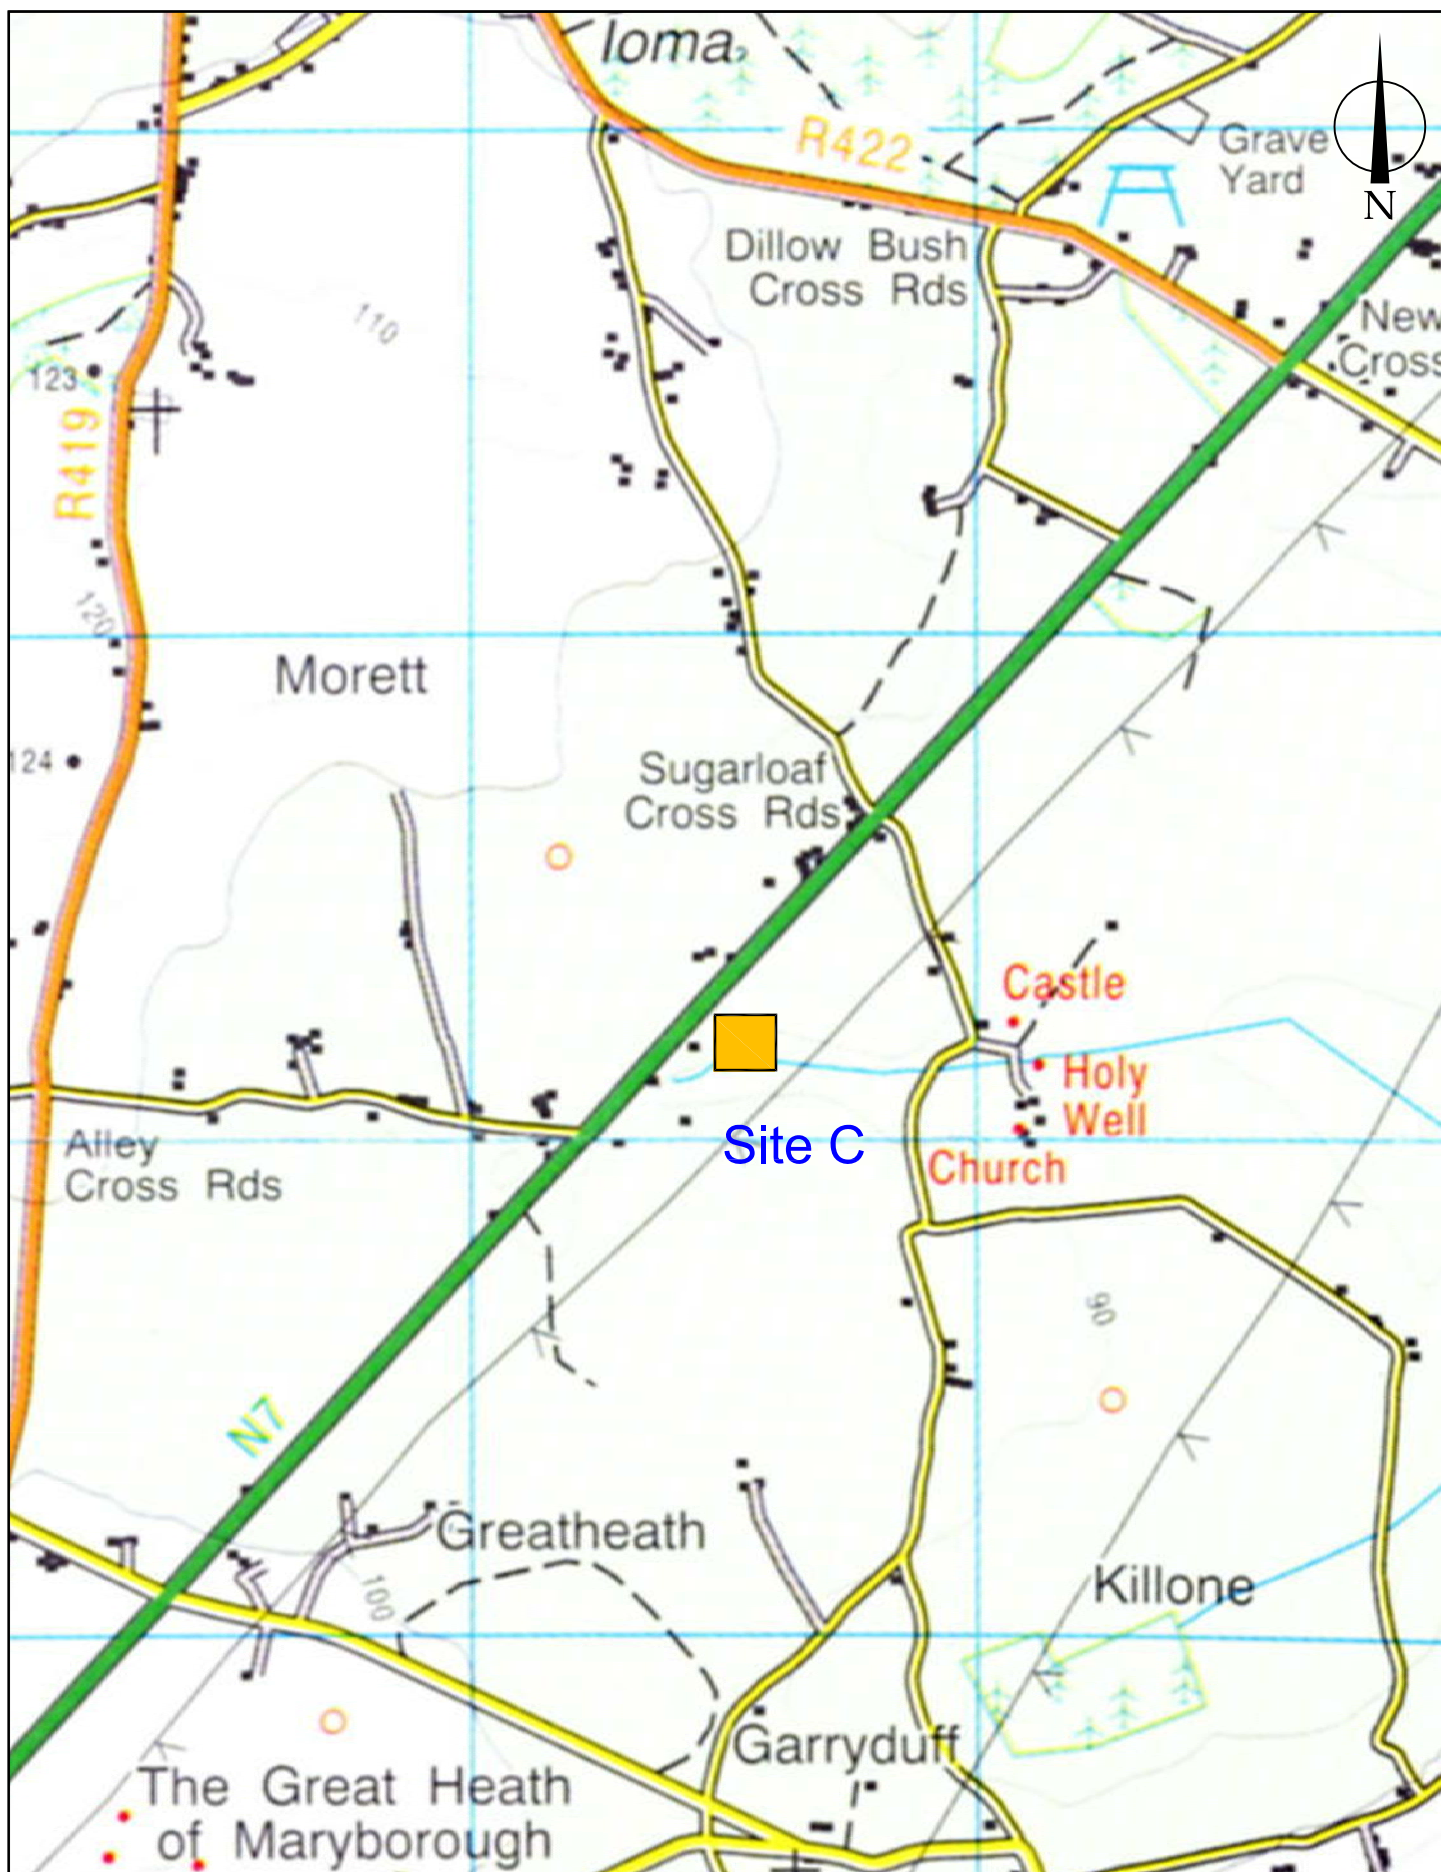 Ioma
R422
Grave
Yard
N
Dillow Bush
Cross Rds
New
Cross
110
123
R419
120
Morett
124
Sugarloaf
Cross Rds
Castle
Holy
Well
Site C
Church
Alley
Cross Rds
90
N7
Greatheath
100
Killone
Garryduff
The Great Heath
of Maryborough